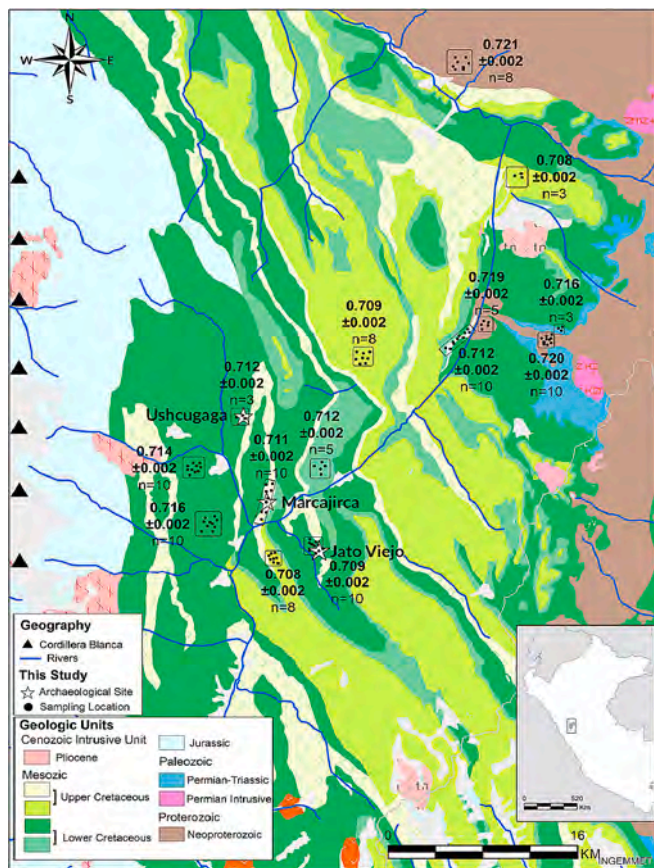 N
W
E
S
0.721
±0.002
n=8
0.708
±0.002
n=3
0.719
±0.002
n=5
0.716
±0.002
n=3
0.709
±0.002
n=8
0.712
±0.002
n=10
0.720
±0.002
n=10
0.712
±0.002
n=3
Ushcugaga
0.711
±0.002
n=10
0.712
±0.002
n=5
0.714
±0.002
n=10
Marcajirca
0.716
±0.002
n=10
Jato Viejo
0.709
±0.002
n=10
0.708
±0.002
n=8
Geography
Cordillera Blanca
Rivers
This Study
Archaeological Site
Sampling Location
Geologic Units
Cenozoic Intrusive Unit
Pliocene
Mesozic
Upper Cretaceous
Lower Cretaceous
Jurassic
Paleozoic
Permian-Triassic
Permian Intrusive
Proterozoic
Neoproterozoic
0 520
Km
0 16
KM
INGEMMET